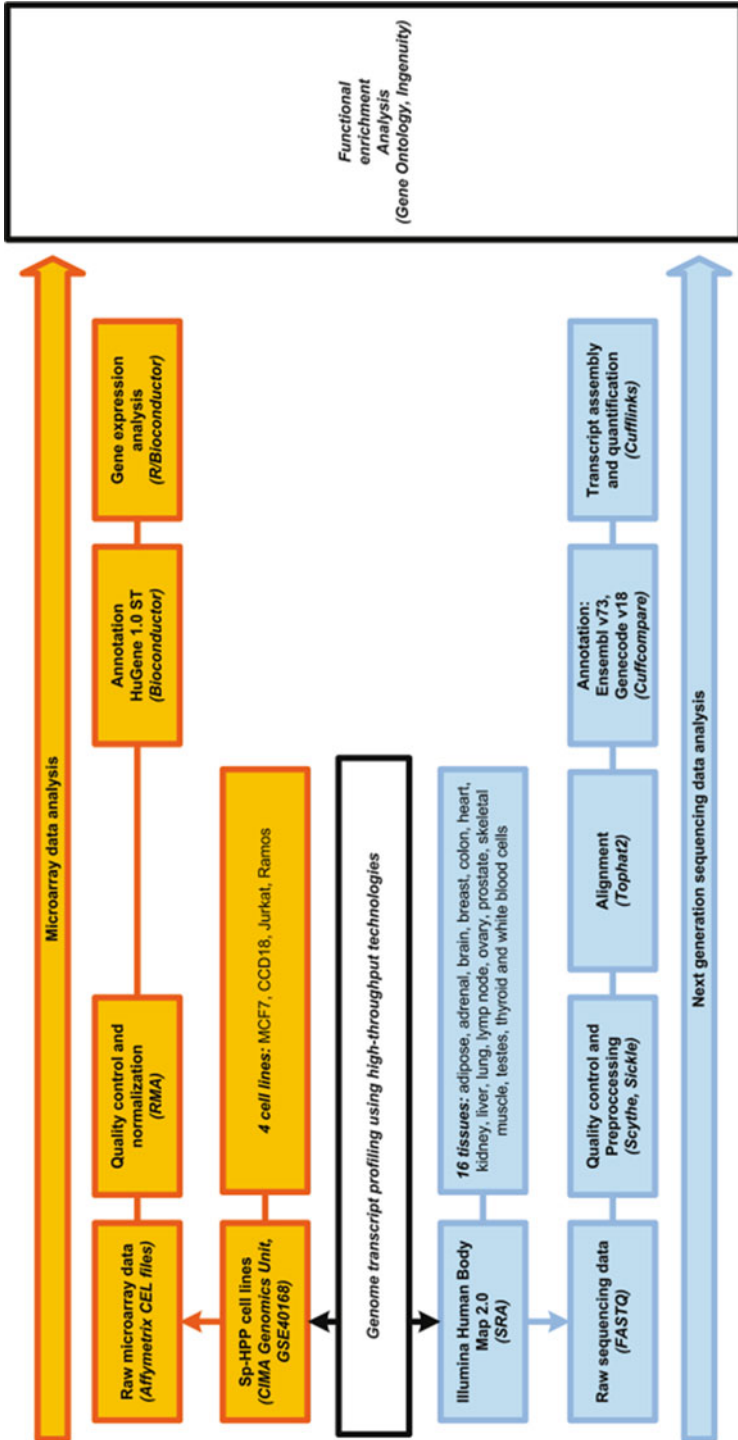 Microarray data analysis
Raw microarray data
(Affymetrix CEL files)
Quality control and
normalization
(RMA)
Annotation
HuGene 1.0 ST
(Bioconductor)
Gene expression
analysis
(R/Bioconductor)
Sp-HPP cell lines
(CIMA Genomics Unit,
GSE40168)
4 cell lines: MCF7, CCD18, Jurkat, Ramos
Genome transcript profiling using high-throughput technologies
Functional
enrichment
Analysis
(Gene Ontology, Ingenuity)
Illumina Human Body
Map 2.0
(SRA)
16 tissues: adipose, adrenal, brain, breast, colon, heart,
kidney, liver, lung, lymp node, ovary, prostate, skeletal
muscle, testes, thyroid and white blood cells
Raw sequencing data
(FASTQ)
Quality control and
Preproccessing
(Scythe, Sickle)
Alignment
(Tophat2)
Annotation:
Ensembl v73,
Genecode v18
(Cuffcompare)
Transcript assembly
and quantification
(Cufflinks)
Next generation sequencing data analysis